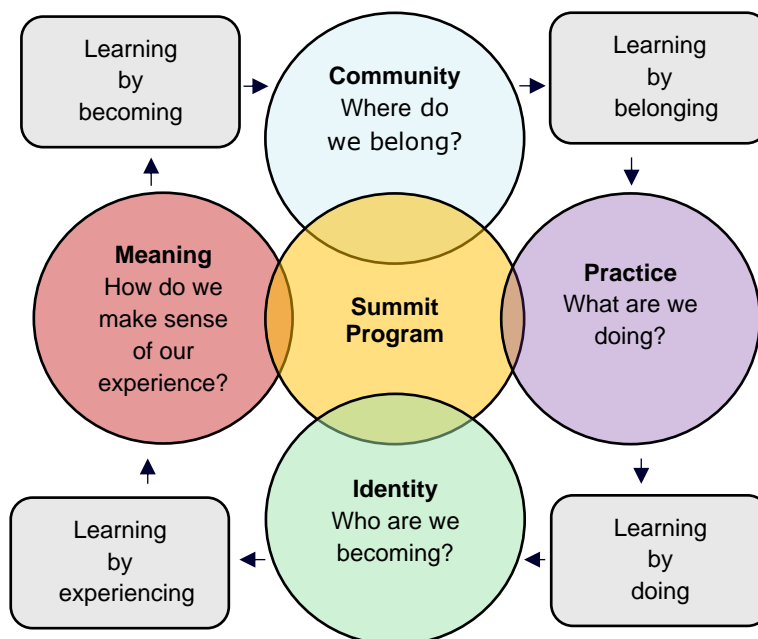 Learning
by
becoming
Community
Where do
we belong?
Learning
by
belonging
Meaning
How do we
make sense
of our
experience?
Summit
Program
Practice
What are we
doing?
Learning
by
experiencing
Identity
Who are we
becoming?
Learning
by
doing